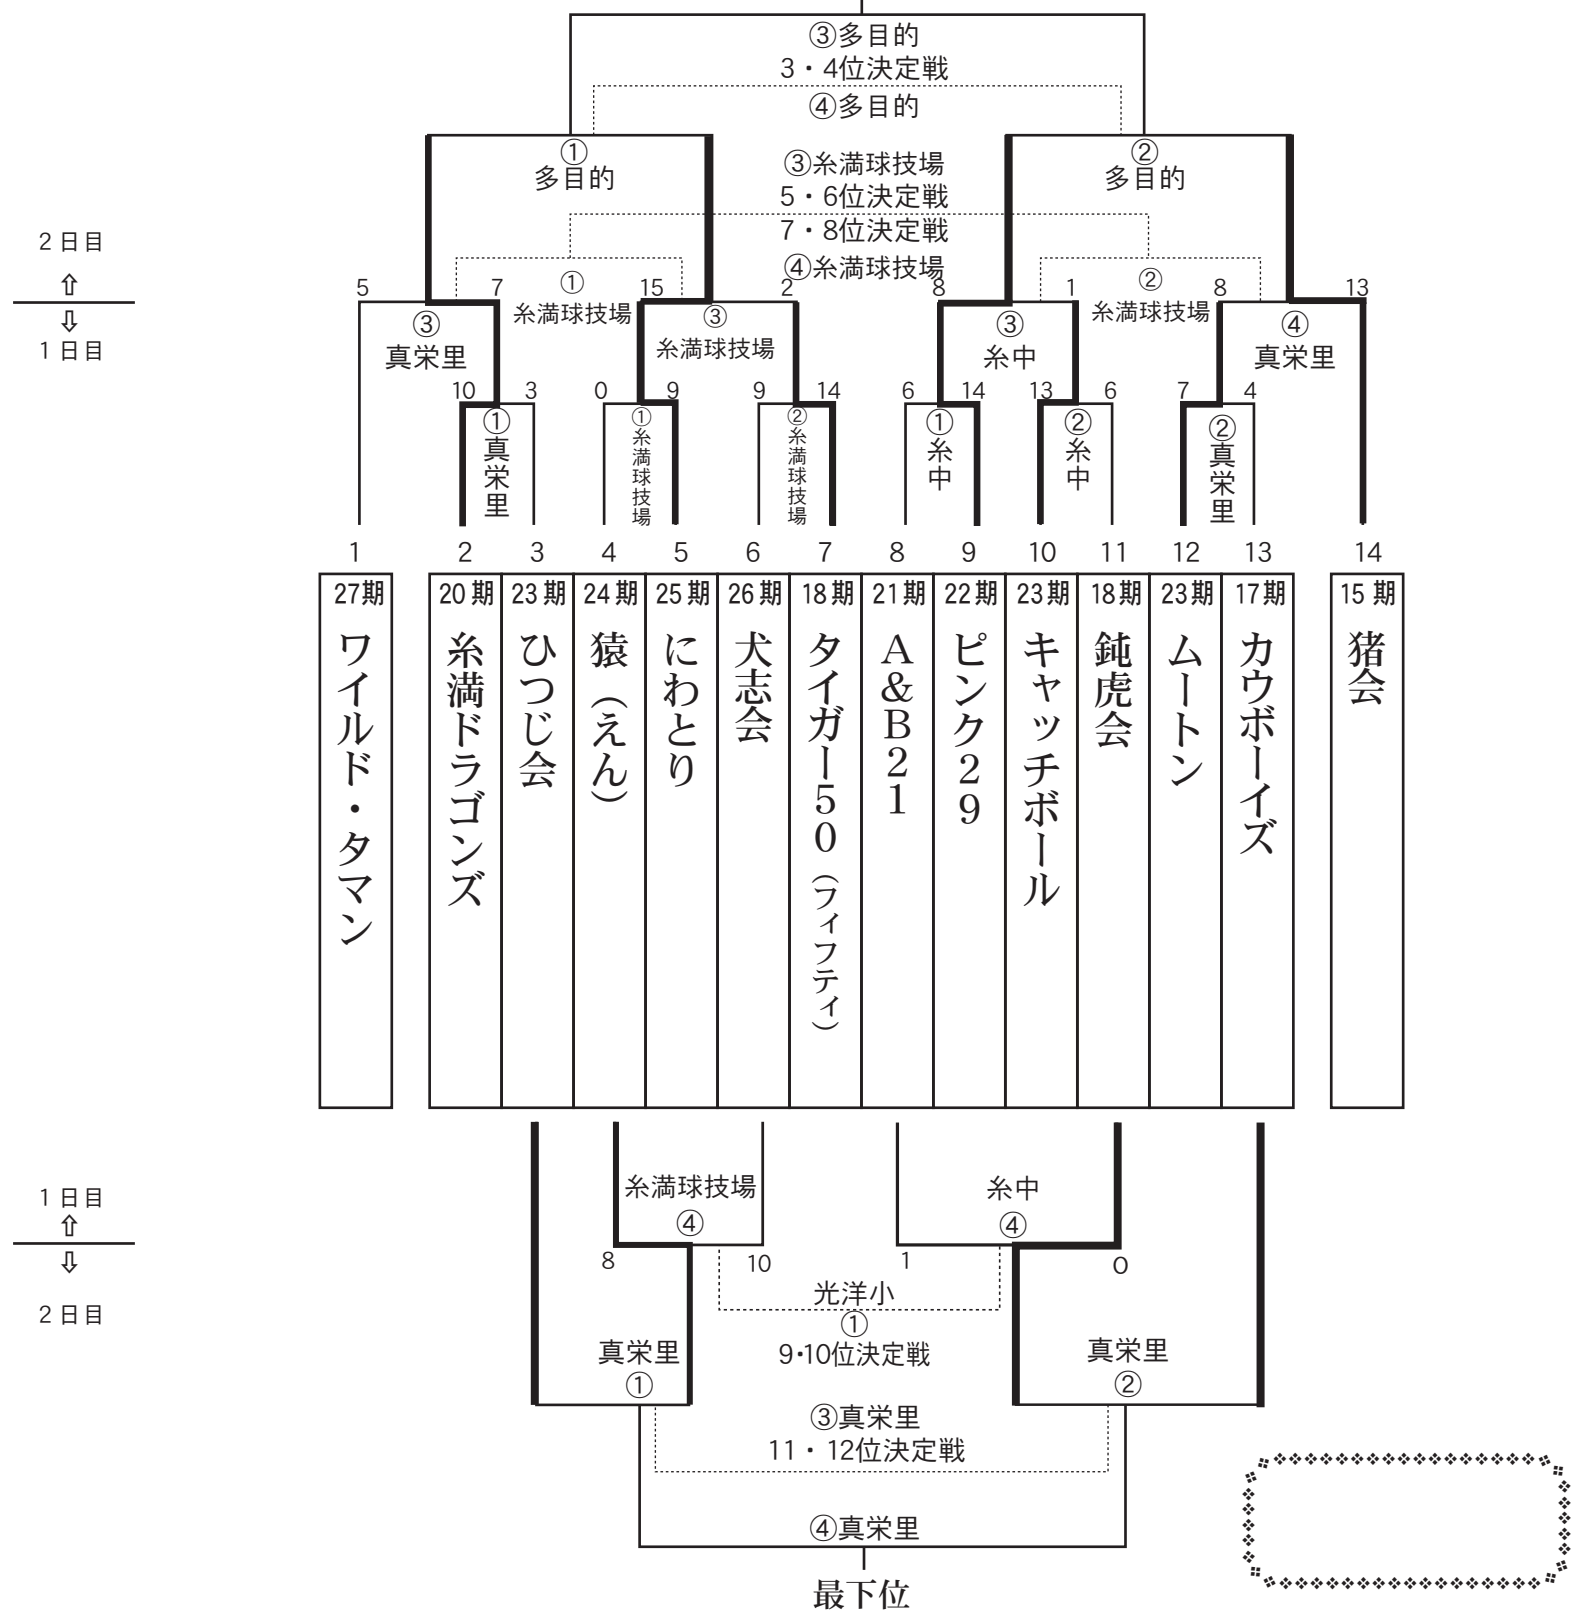 ③多目的
3・4位決定戦
④多目的
①
多目的
②
多目的
③糸満球技場
5・6位決定戦
7・8位決定戦
④糸満球技場
2日目
⇧
⇩
1日目
5
7
①
糸満球技場
15
2
8
1
②
糸満球技場
8
13
③
真栄里
③
糸満球技場
③
糸中
④
真栄里
10
3
0
9
9
14
6
14
13
6
7
4
①真栄里
①糸満球技場
②糸満球技場
①糸中
②糸中
②真栄里
1
2
3
4
5
6
7
8
9
10
11
12
13
14
27期
ワイルド・タマン
20期
糸満ドラゴンズ
23期
ひつじ会
24期
猿（えん）
25期
にわとり
26期
犬志会
18期
タイガー50（フィフティ）
21期
A&B21
22期
ピンク29
23期
キャッチボール
18期
鈍虎会
23期
ムートン
17期
カウボーイズ
15期
猪会
1日目
⇧
⇩
2日目
糸満球技場
④
糸中
④
8
10
1
0
光洋小
①
9・10位決定戦
真栄里
①
真栄里
②
③真栄里
11・12位決定戦
④真栄里
最下位